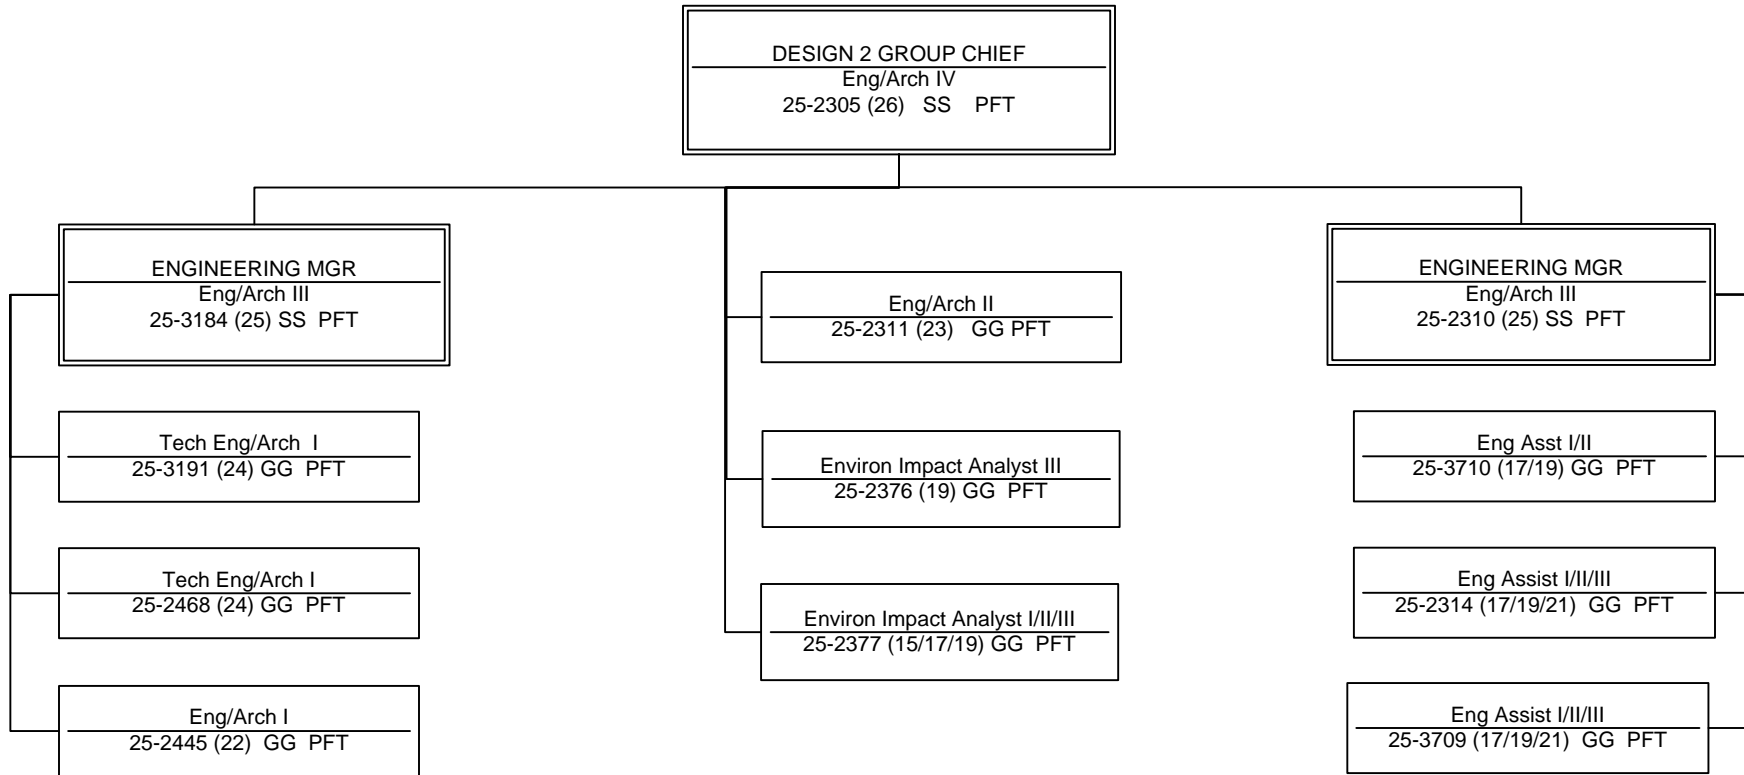 DESIGN 2 GROUP CHIEF
Eng/Arch IV
25-2305 (26) SS PFT
ENGINEERING MGR
Eng/Arch III
25-3184 (25) SS PFT
Tech Eng/Arch I
25-3191 (24) GG PFT
Tech Eng/Arch I
25-2468 (24) GG PFT
Eng/Arch I
25-2445 (22) GG PFT
Eng/Arch II
25-2311 (23) GG PFT
Environ Impact Analyst III
25-2376 (19) GG PFT
Environ Impact Analyst I/II/III
25-2377 (15/17/19) GG PFT
ENGINEERING MGR
Eng/Arch III
25-2310 (25) SS PFT
Eng Asst I/II
25-3710 (17/19) GG PFT
Eng Assist I/II/III
25-2314 (17/19/21) GG PFT
Eng Assist I/II/III
25-3709 (17/19/21) GG PFT